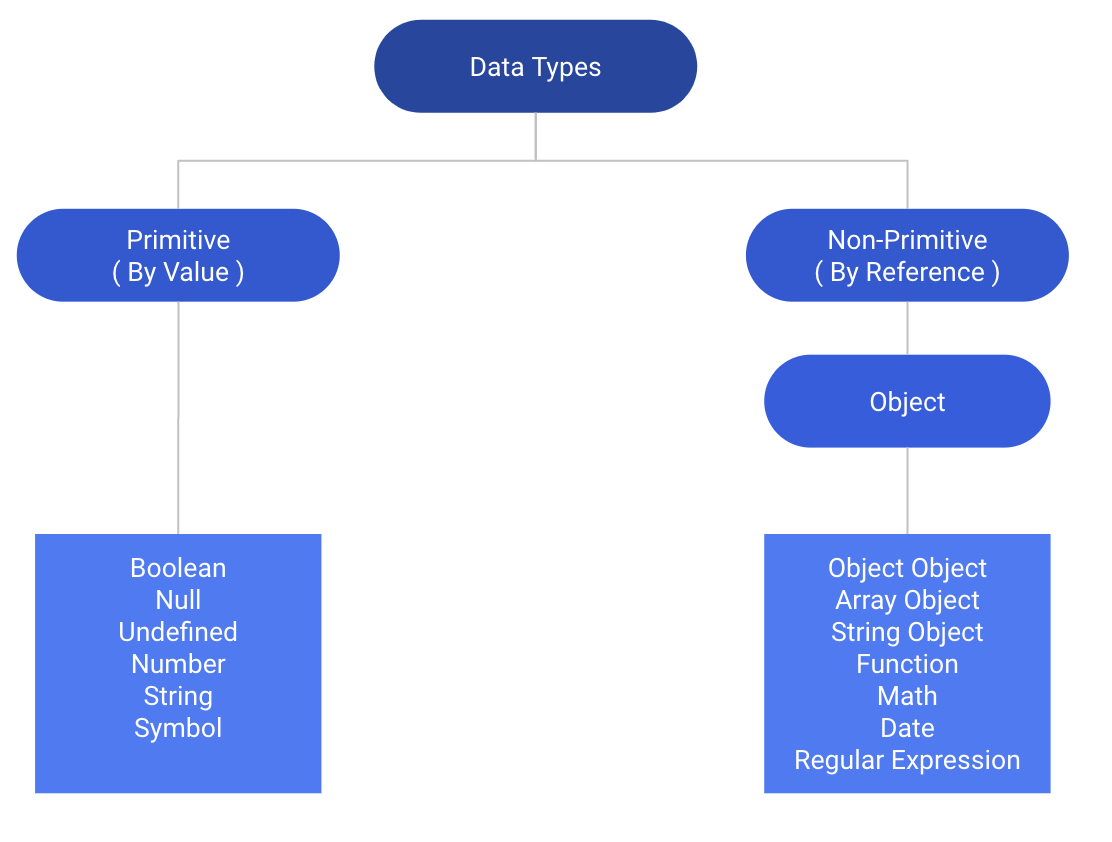 Data Types
Primitive
( By Value )
Non-Primitive
( By Reference )
Object
Boolean
Null
Undefined
Number
String
Symbol
Object Object
Array Object
String Object
Function
Math
Date
Regular Expression